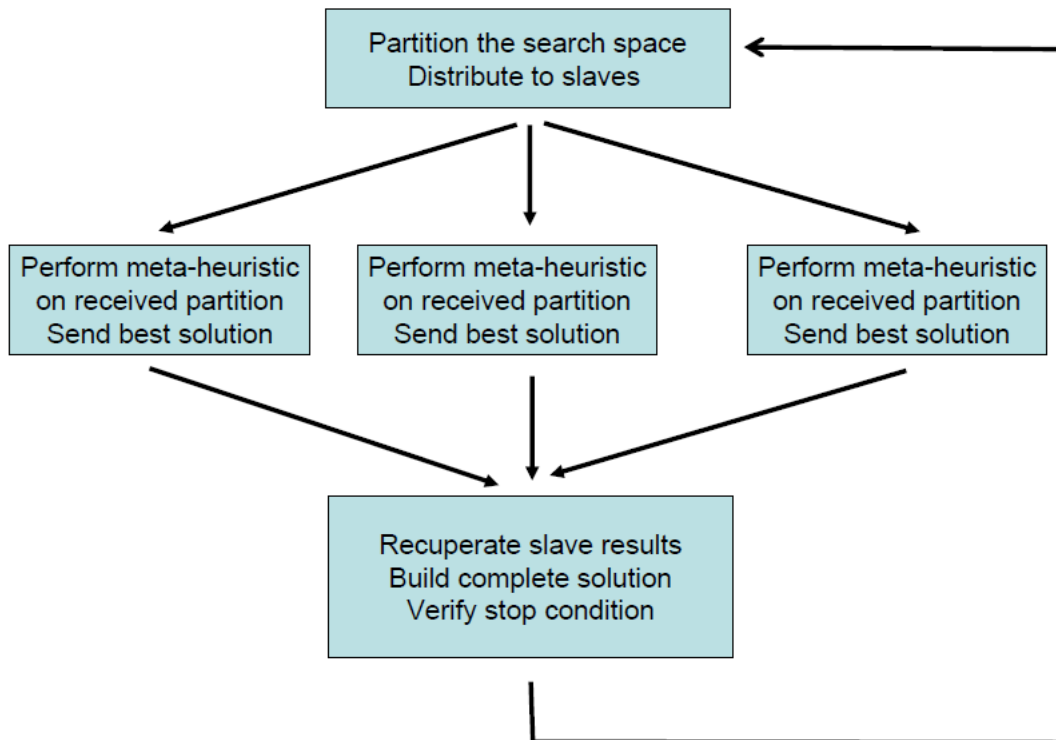 Partition the search space
Distribute to slaves
Perform meta-heuristic
on received partition
Send best solution
Perform meta-heuristic
on received partition
Send best solution
Perform meta-heuristic
on received partition
Send best solution
Recuperate slave results
Build complete solution
Verify stop condition